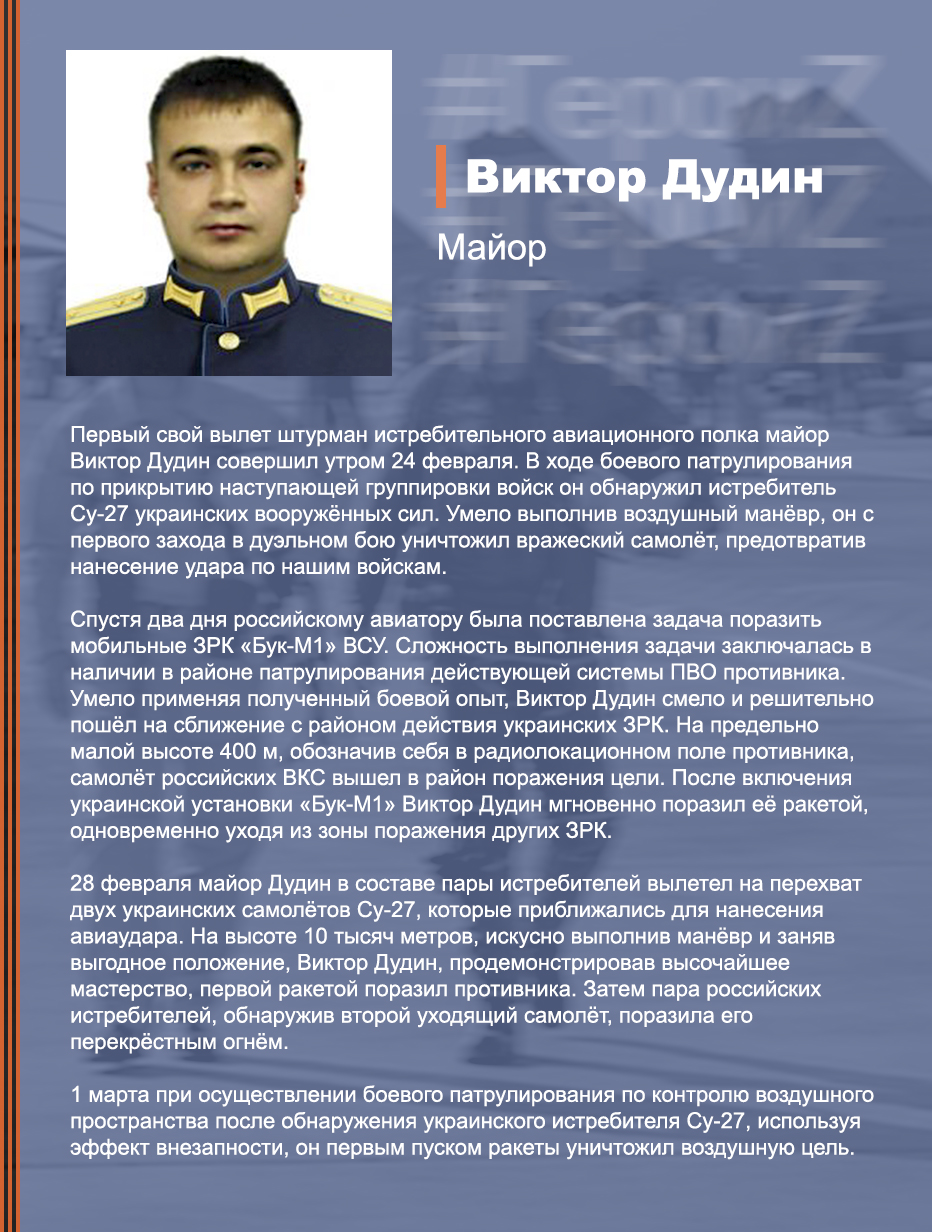 #ГероиZ
#ГероиZ
#ГероиZ
Виктор Дудин
Майор
Первый свой вылет штурман истребительного авиационного полка майор
Виктор Дудин совершил утром 24 февраля. В ходе боевого патрулирования
по прикрытию наступающей группировки войск он обнаружил истребитель
Су-27 украинских вооружённых сил. Умело выполнив воздушный манёвр, он с
первого захода в дуэльном бою уничтожил вражеский самолёт, предотвратив
нанесение удара по нашим войскам.
Спустя два дня российскому авиатору была поставлена задача поразить
мобильные ЗРК «Бук-М1» ВСУ. Сложность выполнения задачи заключалась в
наличии в районе патрулирования действующей системы ПВО противника.
Умело применяя полученный боевой опыт, Виктор Дудин смело и решительно
пошёл на сближение с районом действия украинских ЗРК. На предельно
малой высоте 400 м, обозначив себя в радиолокационном поле противника,
самолёт российских ВКС вышел в район поражения цели. После включения
украинской установки «Бук-М1» Виктор Дудин мгновенно поразил её ракетой,
одновременно уходя из зоны поражения других ЗРК.
28 февраля майор Дудин в составе пары истребителей вылетел на перехват
двух украинских самолётов Су-27, которые приближались для нанесения
авиаудара. На высоте 10 тысяч метров, искусно выполнив манёвр и заняв
выгодное положение, Виктор Дудин, продемонстрировав высочайшее
мастерство, первой ракетой поразил противника. Затем пара российских
истребителей, обнаружив второй уходящий самолёт, поразила его
перекрёстным огнём.
1 марта при осуществлении боевого патрулирования по контролю воздушного
пространства после обнаружения украинского истребителя Су-27, используя
эффект внезапности, он первым пуском ракеты уничтожил воздушную цель.